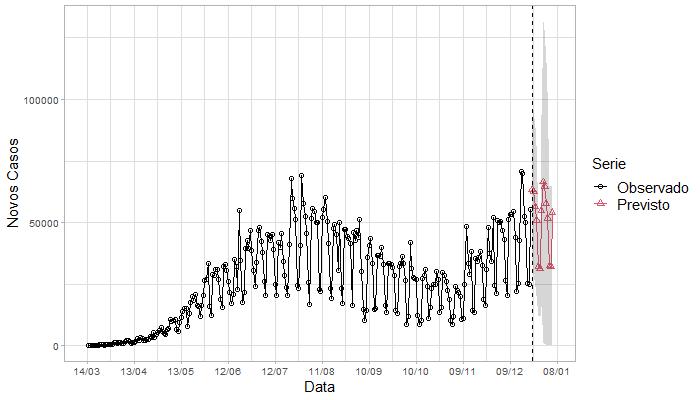 Novos Casos
100000
50000
0
14/03 13/04 13/05 12/06 12/07 11/08 10/09 10/10 09/11 09/12 08/01
Data
Serie
Observado
Previsto